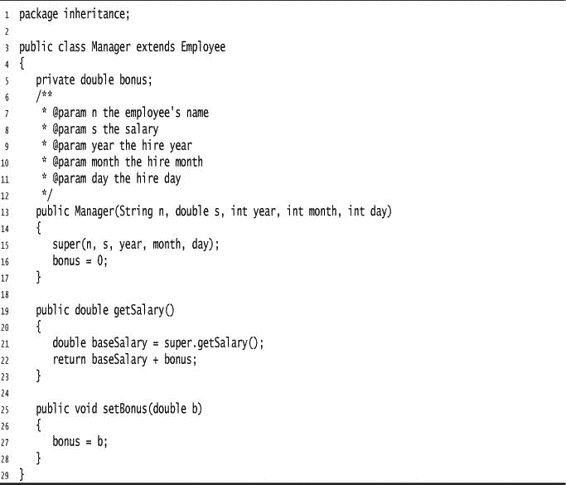 1 package inheritance;
2
3 public class Manager extends Employee
4 {
5    private double bonus;
6    /**
7     * @param n the employee's name
8     * @param s the salary
9     * @param year the hire year
10     * @param month the hire month
11     * @param day the hire day
12     */
13    public Manager(String n, double s, int year, int month, int day)
14    {
15       super(n, s, year, month, day);
16       bonus = 0;
17    }
18
19    public double getSalary()
20    {
21       double baseSalary = super.getSalary();
22       return baseSalary + bonus;
23    }
24
25    public void setBonus(double b)
26    {
27       bonus = b;
28    }
29 }